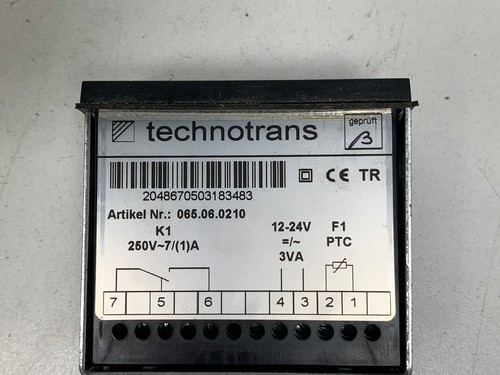 technotrans
geprüft
β
2048670503183483
CE TR
Artikel Nr.: 065.06.0210
K1
250V~7/(1)A
12-24V
=/~
3VA
F1
PTC
7 5 6 4 3 2 1